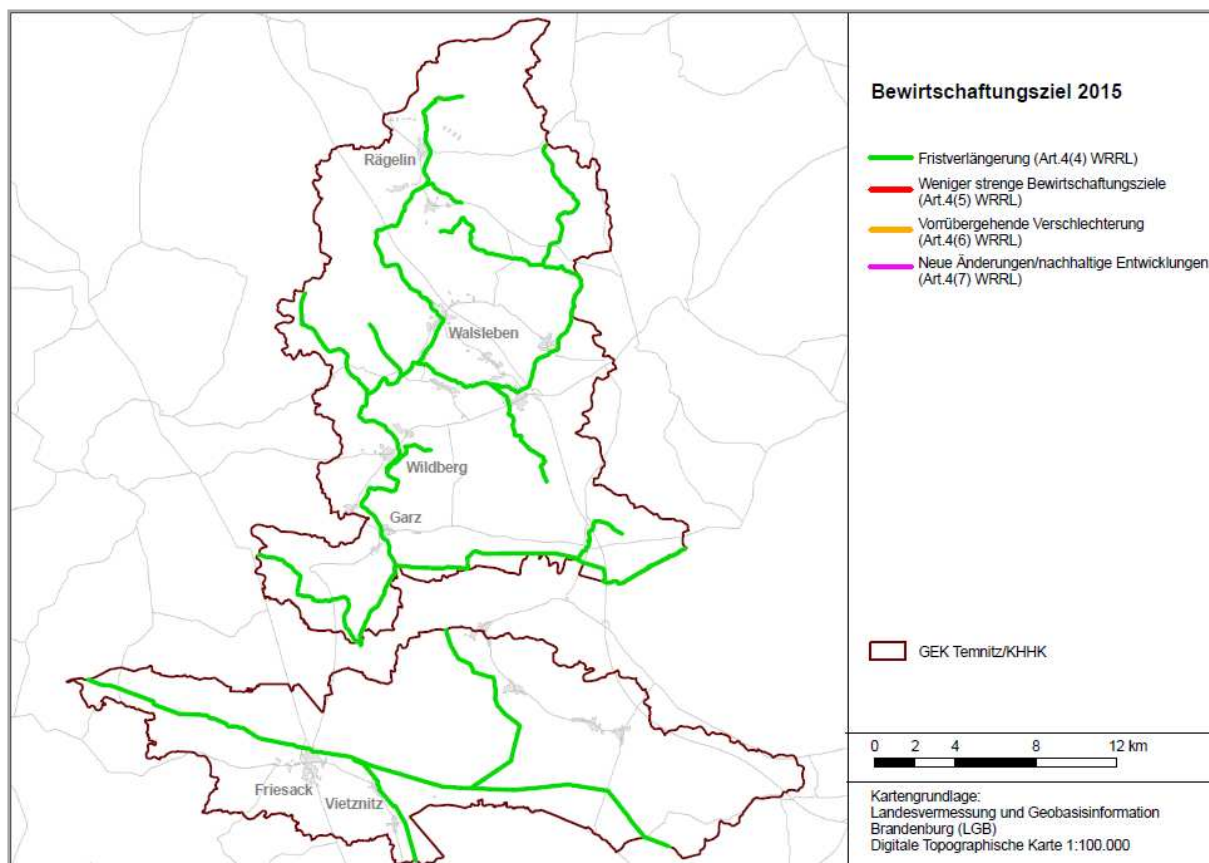 Rägelin
Walsleben
Wildberg
Garz
Friesack
Vietznitz
Bewirtschaftungsziel 2015
Fristverlängerung (Art.4(4) WRRL)
Weniger strenge Bewirtschaftungsziele
(Art.4(5) WRRL)
Vorrübergehende Verschlechterung
(Art.4(6) WRRL)
Neue Änderungen/nachhaltige Entwicklungen
(Art.4(7) WRRL)
GEK Temnitz/KHHK
0 2 4 8 12 km
Kartengrundlage:
Landesvermessung und Geobasisinformation
Brandenburg (LGB)
Digitale Topographische Karte 1:100.000